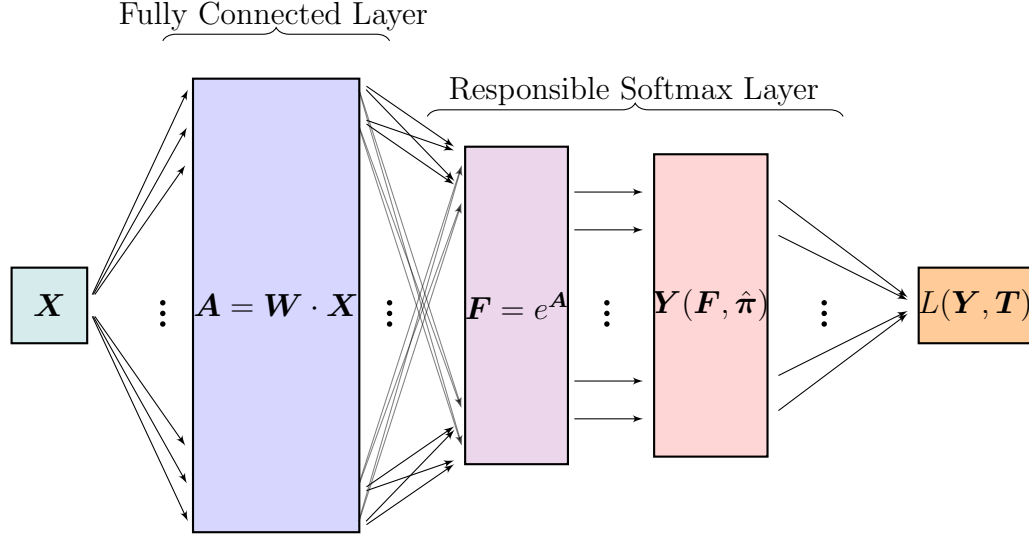 Fully Connected Layer
Responsible Softmax Layer
X
A = W · X
F = e^A
Y(F, π̂)
L(Y, T)